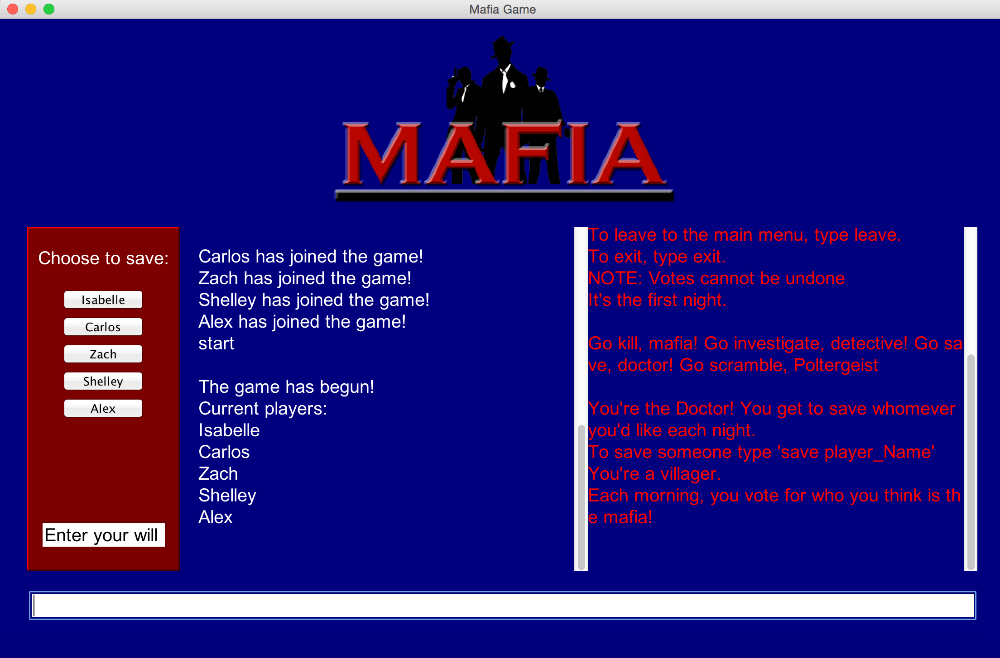 Mafia Game
MAFIA
Choose to save:
Isabelle
Carlos
Zach
Shelley
Alex
Enter your will
Carlos has joined the game!
Zach has joined the game!
Shelley has joined the game!
Alex has joined the game!
start
The game has begun!
Current players:
Isabelle
Carlos
Zach
Shelley
Alex
To leave to the main menu, type leave.
To exit, type exit.
NOTE: Votes cannot be undone
It's the first night.
Go kill, mafia! Go investigate, detective! Go sa
ve, doctor! Go scramble, Poltergeist
You're the Doctor! You get to save whomever
you'd like each night.
To save someone type 'save player_Name'
You're a villager.
Each morning, you vote for who you think is th
e mafia!